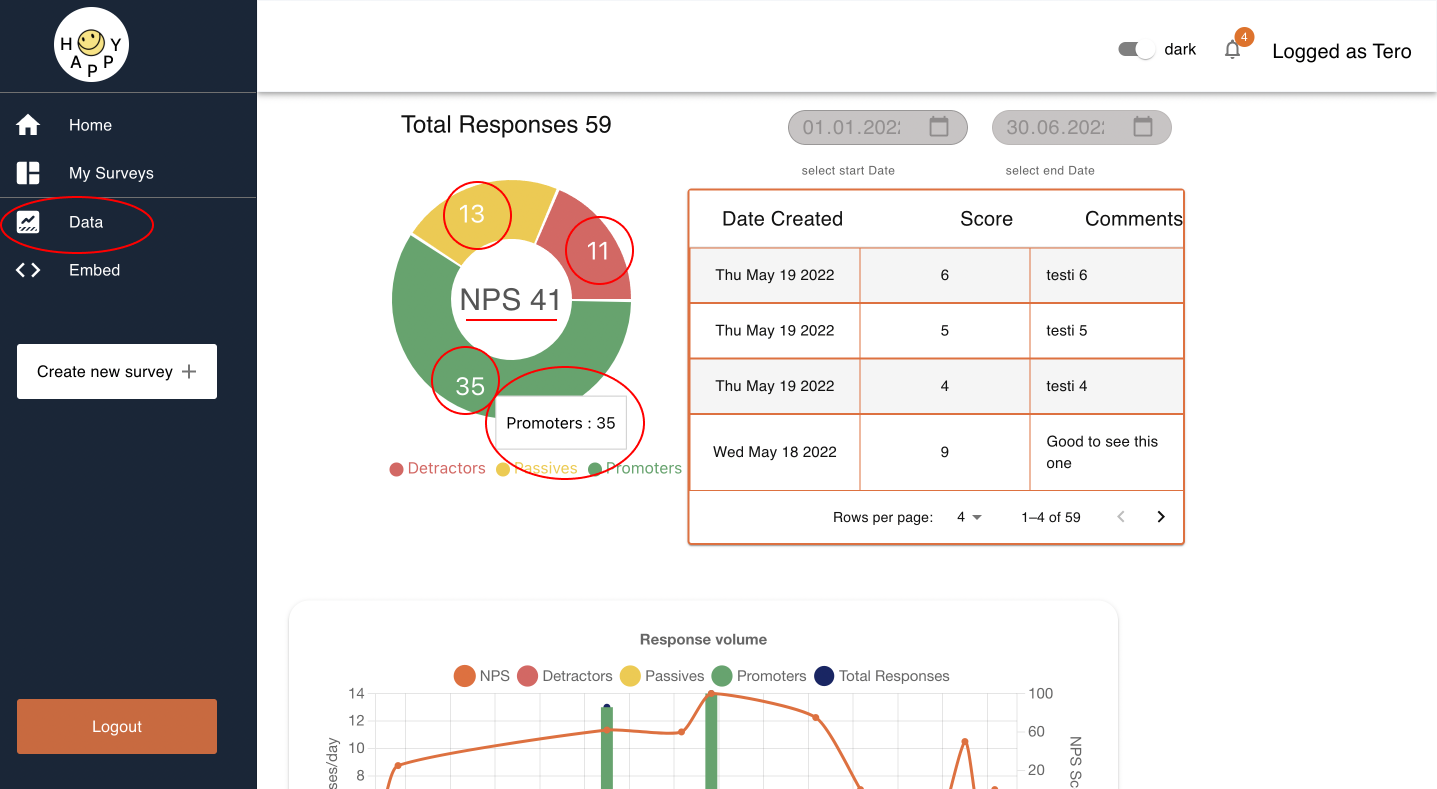 H A P P Y
dark
4
Logged as Tero
Home
My Surveys
Data
Embed
Create new survey
Logout
Total Responses 59
01.01.202
30.06.202
select start Date
select end Date
13
11
NPS 41
35
Promoters : 35
Detractors Passives Promoters
Date Created Score Comments
Thu May 19 2022 6 testi 6
Thu May 19 2022 5 testi 5
Thu May 19 2022 4 testi 4
Wed May 18 2022 9 Good to see this
one
Rows per page: 4 1–4 of 59
Response volume
NPS Detractors Passives Promoters Total Responses
14 100
12 60
10 20
8
ses/day
NPS Sc